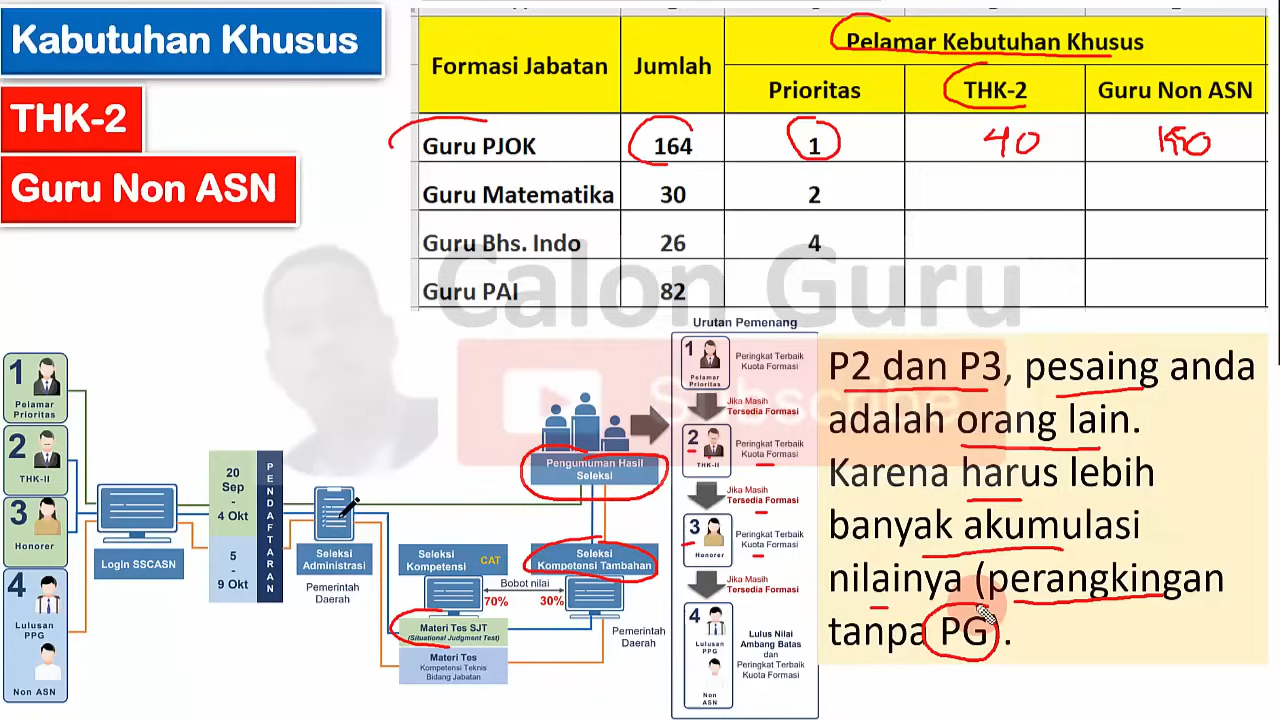 Kabutuhan Khusus
THK-2
Guru Non ASN
Formasi Jabatan
Jumlah
Pelamar Kebutuhan Khusus
Prioritas
THK-2
Guru Non ASN
Guru PJOK
164
1
40
Guru Matematika
30
2
Guru Bhs. Indo
26
4
Guru PAI
82
Calon Guru
Subscribe
1
Pelamar
Prioritas
2
THK-II
3
Honorer
4
Lulusan
PPG
Non ASN
Login SSCASN
20
Sep
-
4 Okt
5
-
9 Okt
PENDAFTARAN
Seleksi
Administrasi
Pemerintah
Daerah
Seleksi
Kompetensi
CAT
Bobot nilai
70%
30%
Materi Tes SJT
(Situational Judgment Test)
Materi Tes
Kompetensi Teknis
Bidang Jabatan
Pengumuman Hasil
Seleksi
Seleksi
Kompetensi Tambahan
Pemerintah
Daerah
Urutan Pemenang
1
Pelamar
Prioritas
Peringkat Terbaik
Kuota Formasi
Jika Masih
Tersedia Formasi
2
THK-II
Peringkat Terbaik
Kuota Formasi
Jika Masih
Tersedia Formasi
3
Honorer
Peringkat Terbaik
Kuota Formasi
Jika Masih
Tersedia Formasi
4
Lulusan
PPG
Non
ASN
Lulus Nilai
Ambang Batas
dan
Peringkat Terbaik
Kuota Formasi
P2 dan P3, pesaing anda
adalah orang lain.
Karena harus lebih
banyak akumulasi
nilainya (perangkingan
tanpa PG).